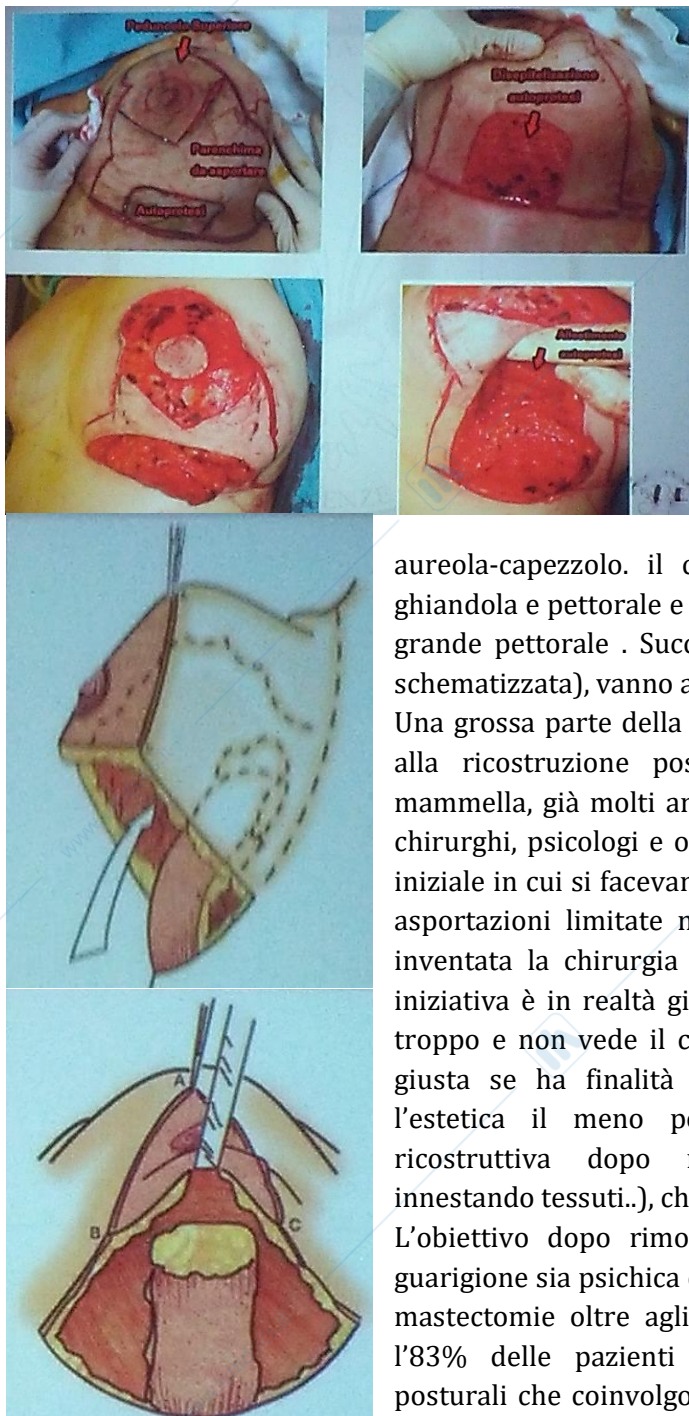 Peduncolo Superiore
Parenchima
da asportare
Autoprotesi
Disepitelizzazione
autoprotesi
Allestimento
autoprotesi
aureola-capezzolo. il
ghiandola e pettorale e
grande pettorale . Succ
schematizzata), vanno a
Una grossa parte della
alla ricostruzione pos
mammella, già molti an
chirurghi, psicologi e o
iniziale in cui si facevan
asportazioni limitate
inventata la chirurgia
iniziativa è in realtà gi
troppo e non vede il
giusta se ha finalità
l'estetica il meno
ricostruttiva dopo
innestando tessuti..), ch
L'obiettivo dopo rimo
guarigione sia psichica
mastectomie oltre agli
l'83% delle pazienti
posturali che coinvolgo
A
B
C